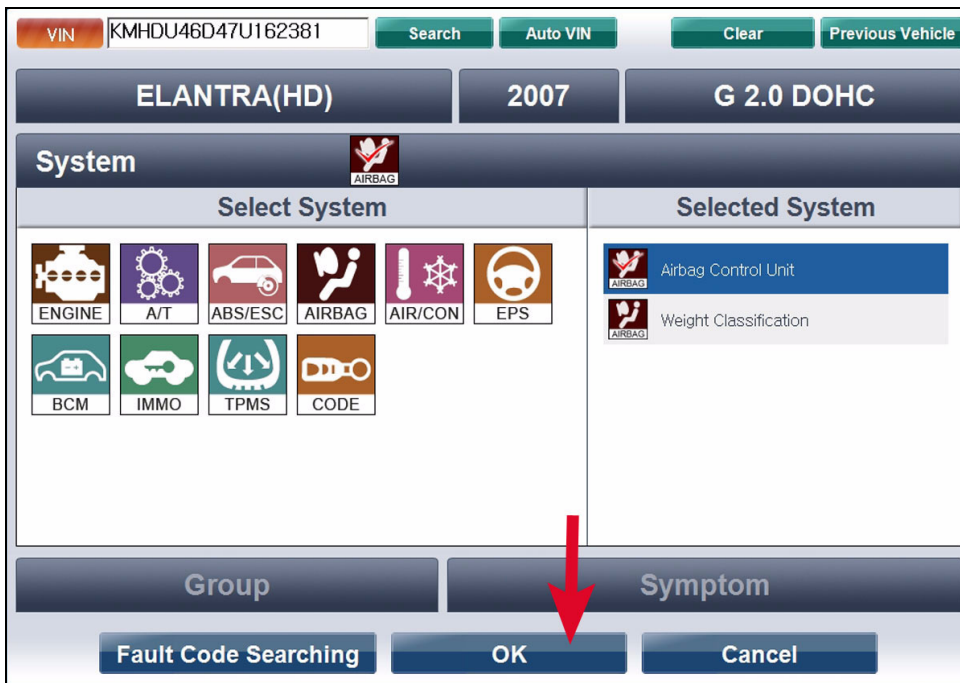 VIN KMHDU46D47U162381 Search Auto VIN Clear Previous Vehicle
ELANTRA(HD) 2007 G 2.0 DOHC
System AIRBAG
Select System Selected System
ENGINE A/T ABS/ESC AIRBAG AIR/CON EPS
AIRBAG Airbag Control Unit
AIRBAG Weight Classification
BCM IMMO TPMS CODE
Group Symptom
Fault Code Searching OK Cancel